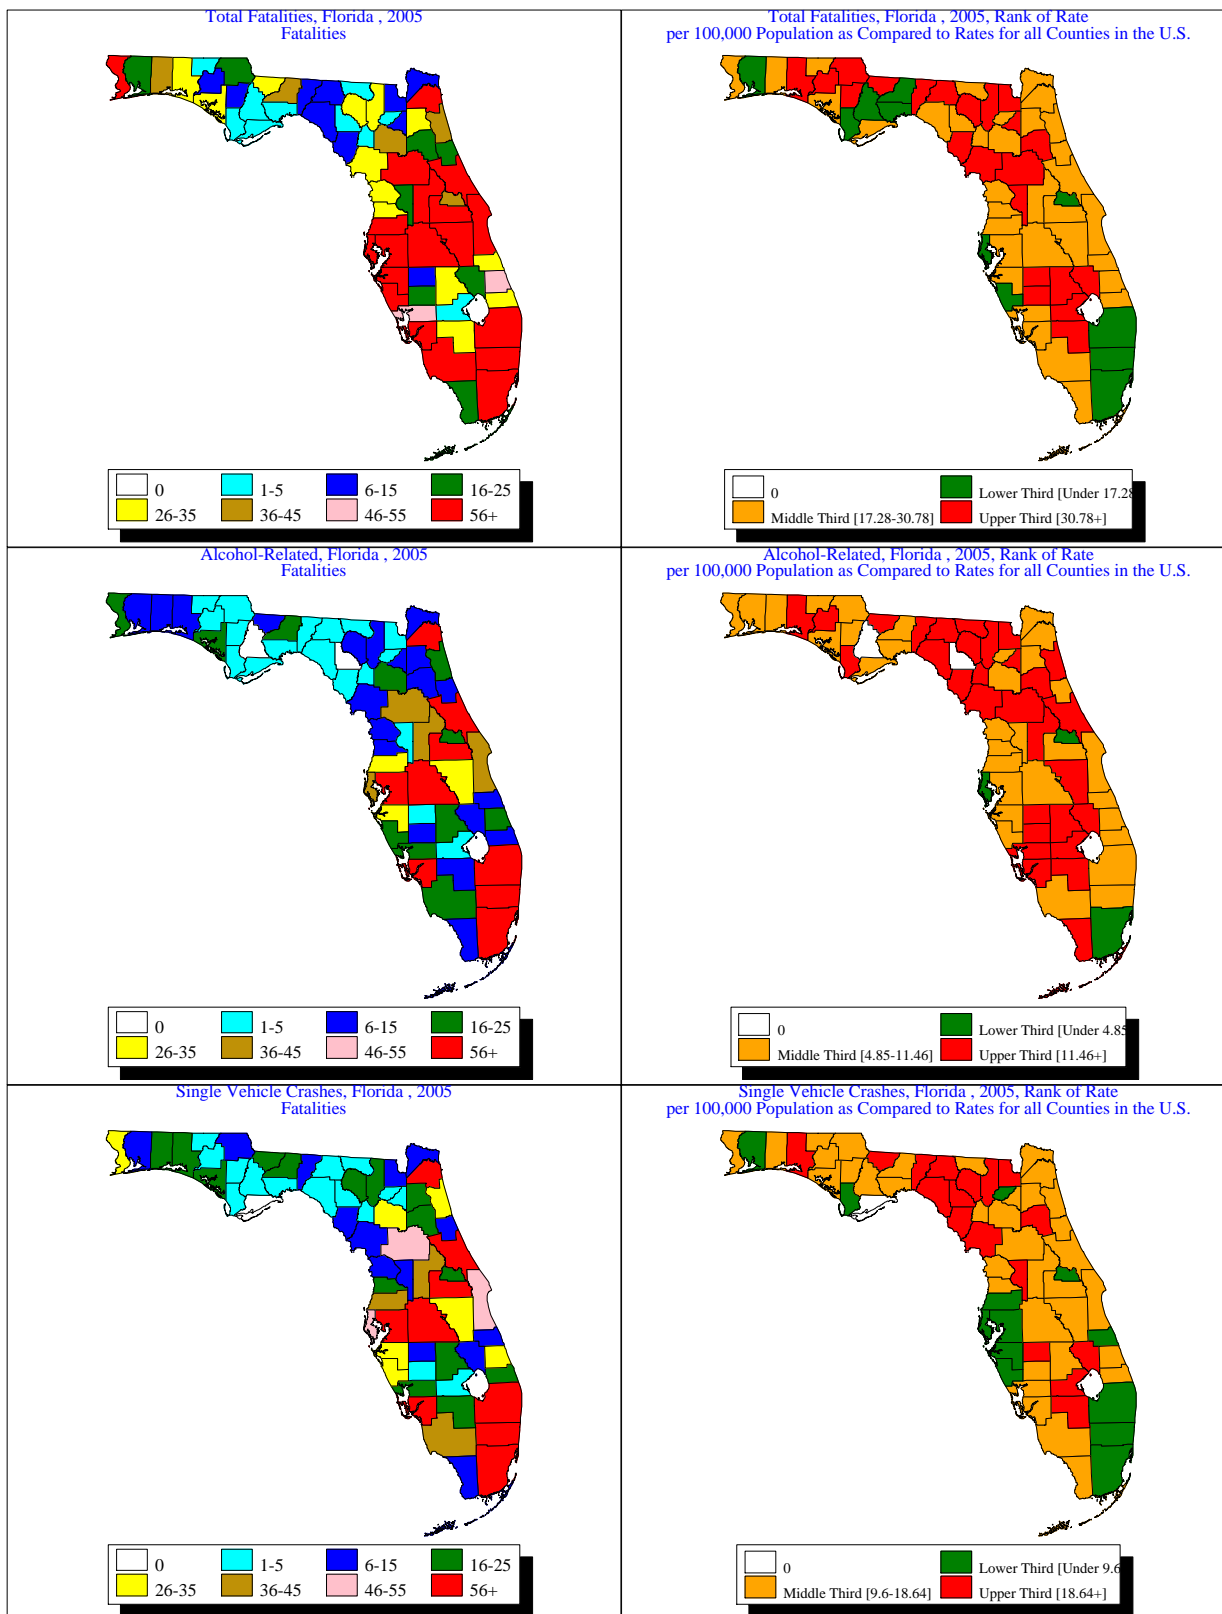 Total Fatalities, Florida , 2005
Fatalities
0
1-5
6-15
16-25
26-35
36-45
46-55
56+
Total Fatalities, Florida , 2005, Rank of Rate
per 100,000 Population as Compared to Rates for all Counties in the U.S.
0
Lower Third [Under 17.28
Middle Third [17.28-30.78]
Upper Third [30.78+]
Alcohol-Related, Florida , 2005
Fatalities
0
1-5
6-15
16-25
26-35
36-45
46-55
56+
Alcohol-Related, Florida , 2005, Rank of Rate
per 100,000 Population as Compared to Rates for all Counties in the U.S.
0
Lower Third [Under 4.85
Middle Third [4.85-11.46]
Upper Third [11.46+]
Single Vehicle Crashes, Florida , 2005
Fatalities
0
1-5
6-15
16-25
26-35
36-45
46-55
56+
Single Vehicle Crashes, Florida , 2005, Rank of Rate
per 100,000 Population as Compared to Rates for all Counties in the U.S.
0
Lower Third [Under 9.6
Middle Third [9.6-18.64]
Upper Third [18.64+]